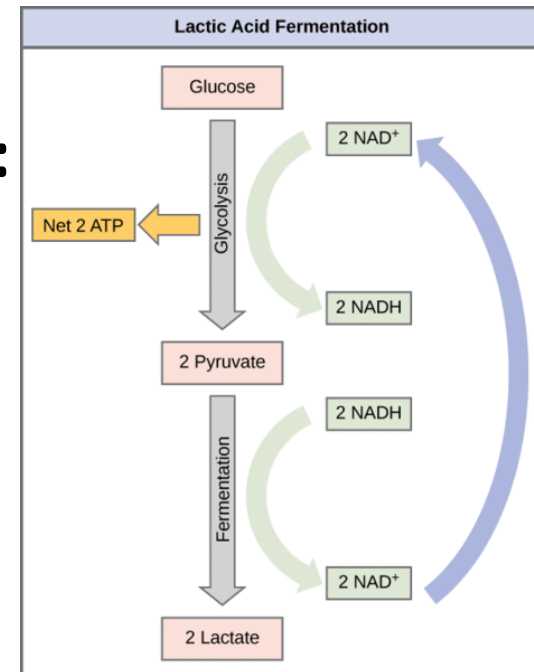 :
Lactic Acid Fermentation
Glucose
2 NAD⁺
Glycolysis
Net 2 ATP
2 NADH
2 Pyruvate
2 NADH
Fermentation
2 NAD⁺
2 Lactate